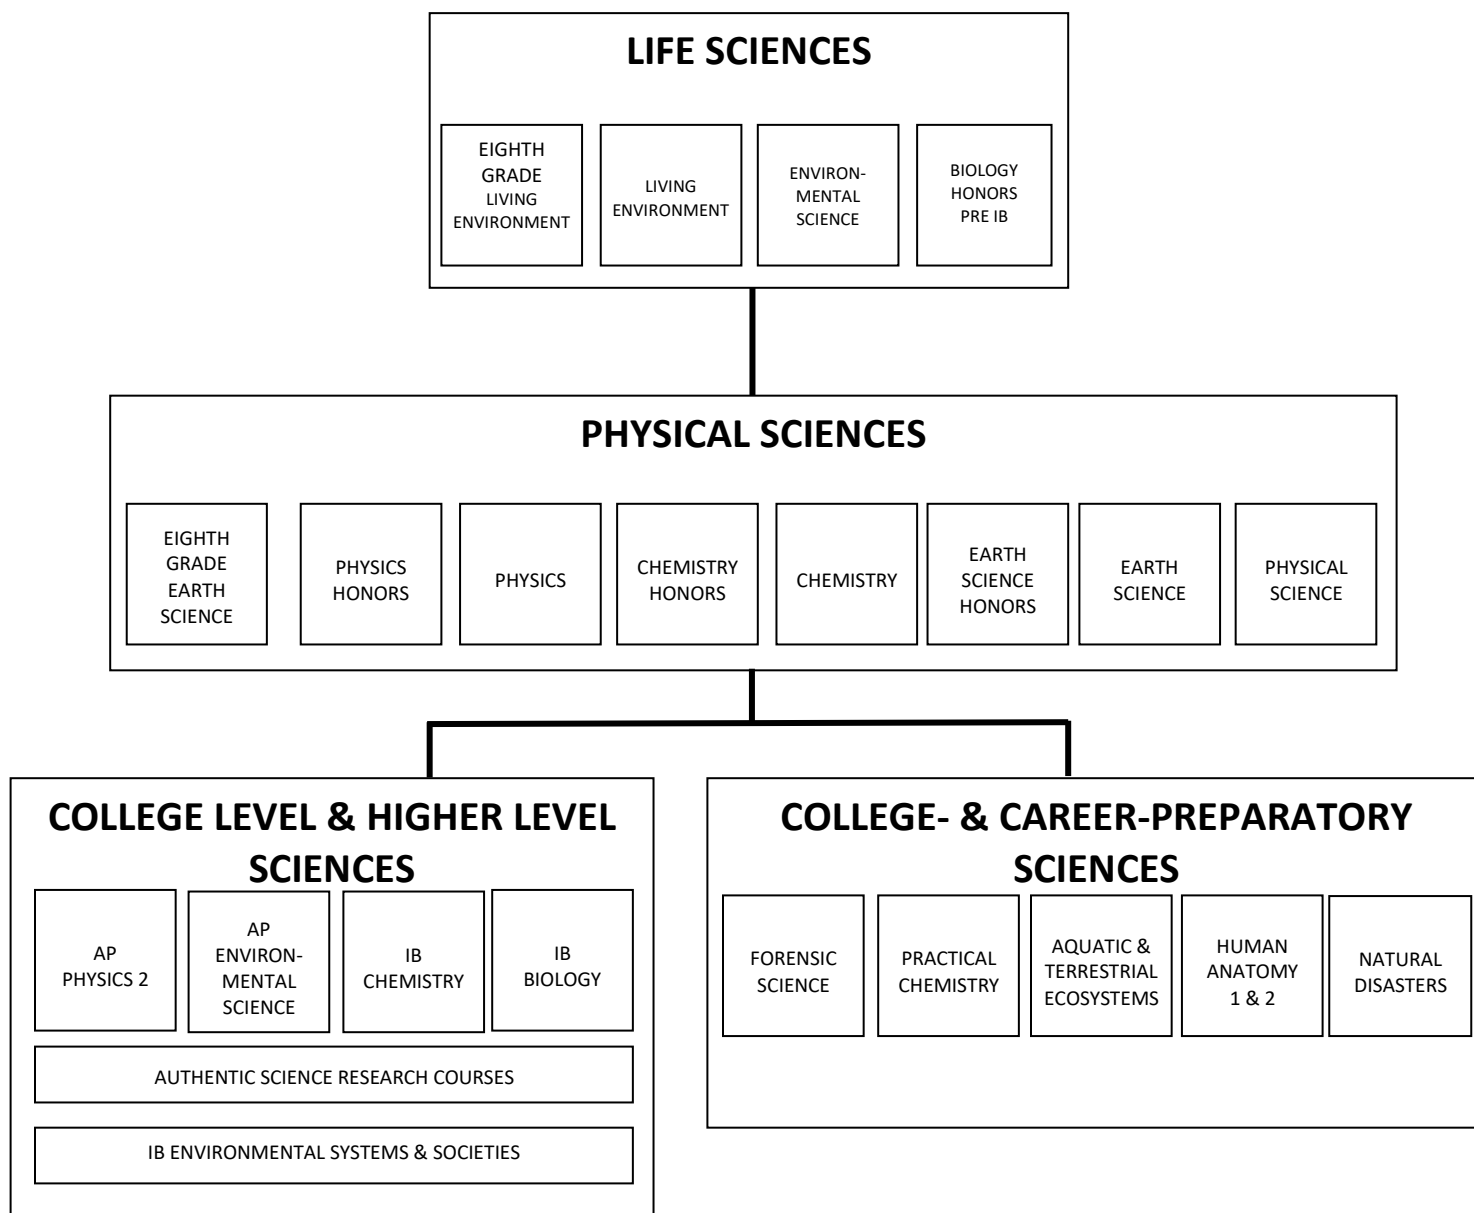 LIFE SCIENCES
EIGHTH
GRADE
LIVING
ENVIRONMENT
LIVING
ENVIRONMENT
ENVIRON-
MENTAL
SCIENCE
BIOLOGY
HONORS
PRE IB
PHYSICAL SCIENCES
EIGHTH
GRADE
EARTH
SCIENCE
PHYSICS
HONORS
PHYSICS
CHEMISTRY
HONORS
CHEMISTRY
EARTH
SCIENCE
HONORS
EARTH
SCIENCE
PHYSICAL
SCIENCE
COLLEGE LEVEL & HIGHER LEVEL
SCIENCES
AP
PHYSICS 2
AP
ENVIRON-
MENTAL
SCIENCE
IB
CHEMISTRY
IB
BIOLOGY
AUTHENTIC SCIENCE RESEARCH COURSES
IB ENVIRONMENTAL SYSTEMS & SOCIETIES
COLLEGE- & CAREER-PREPARATORY
SCIENCES
FORENSIC
SCIENCE
PRACTICAL
CHEMISTRY
AQUATIC &
TERRESTRIAL
ECOSYSTEMS
HUMAN
ANATOMY
1 & 2
NATURAL
DISASTERS